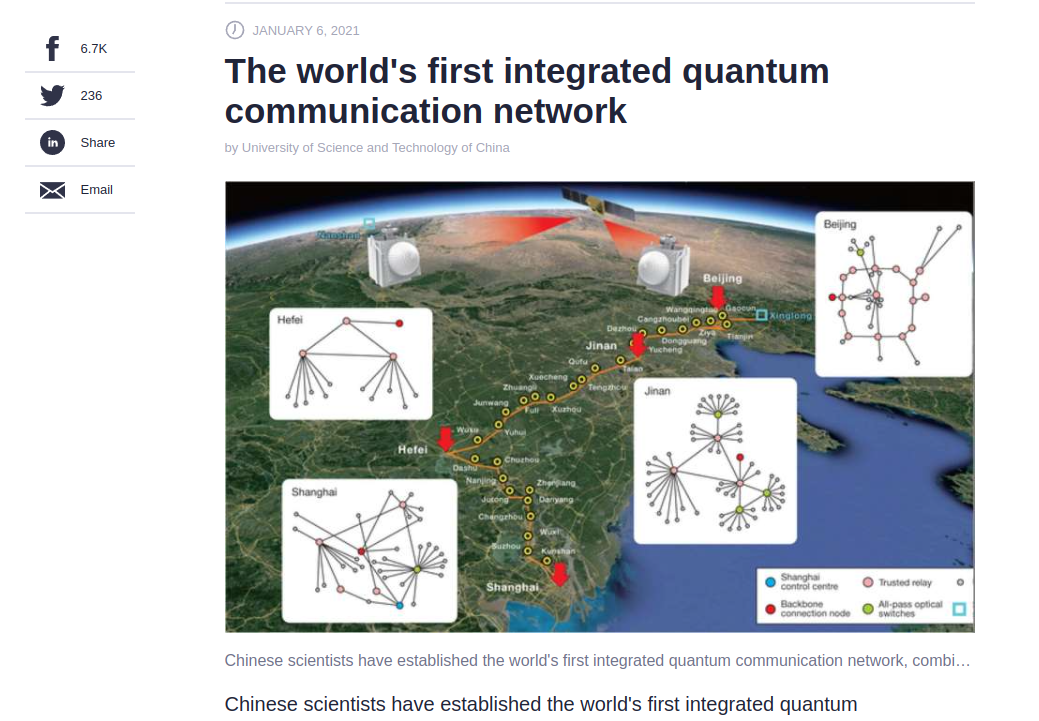 6.7K
236
in Share
Email
JANUARY 6, 2021
The world's first integrated quantum
communication network
by University of Science and Technology of China
Nanshan
Beijing
Hefei
Jinan
Shanghai
Beijing
Wangqingtuo
Gaocun
Xinglong
Cangzhoubei
Dezhou
Ziya
Tianjin
Dongguang
Jinan
Yucheng
Taian
Qufu
Xuecheng
Tengzhou
Zhuangli
Junwang
Fuli
Xuzhou
Wuhe
Yuhui
Hefei
Dashu
Chuzhou
Nanjing
Zhenjiang
Jurong
Danyang
Changzhou
Wuxi
Suzhou
Kunshan
Shanghai
Shanghai
control centre
Trusted relay
Backbone
connection node
All-pass optical
switches
Chinese scientists have established the world's first integrated quantum communication network, combi…
Chinese scientists have established the world's first integrated quantum